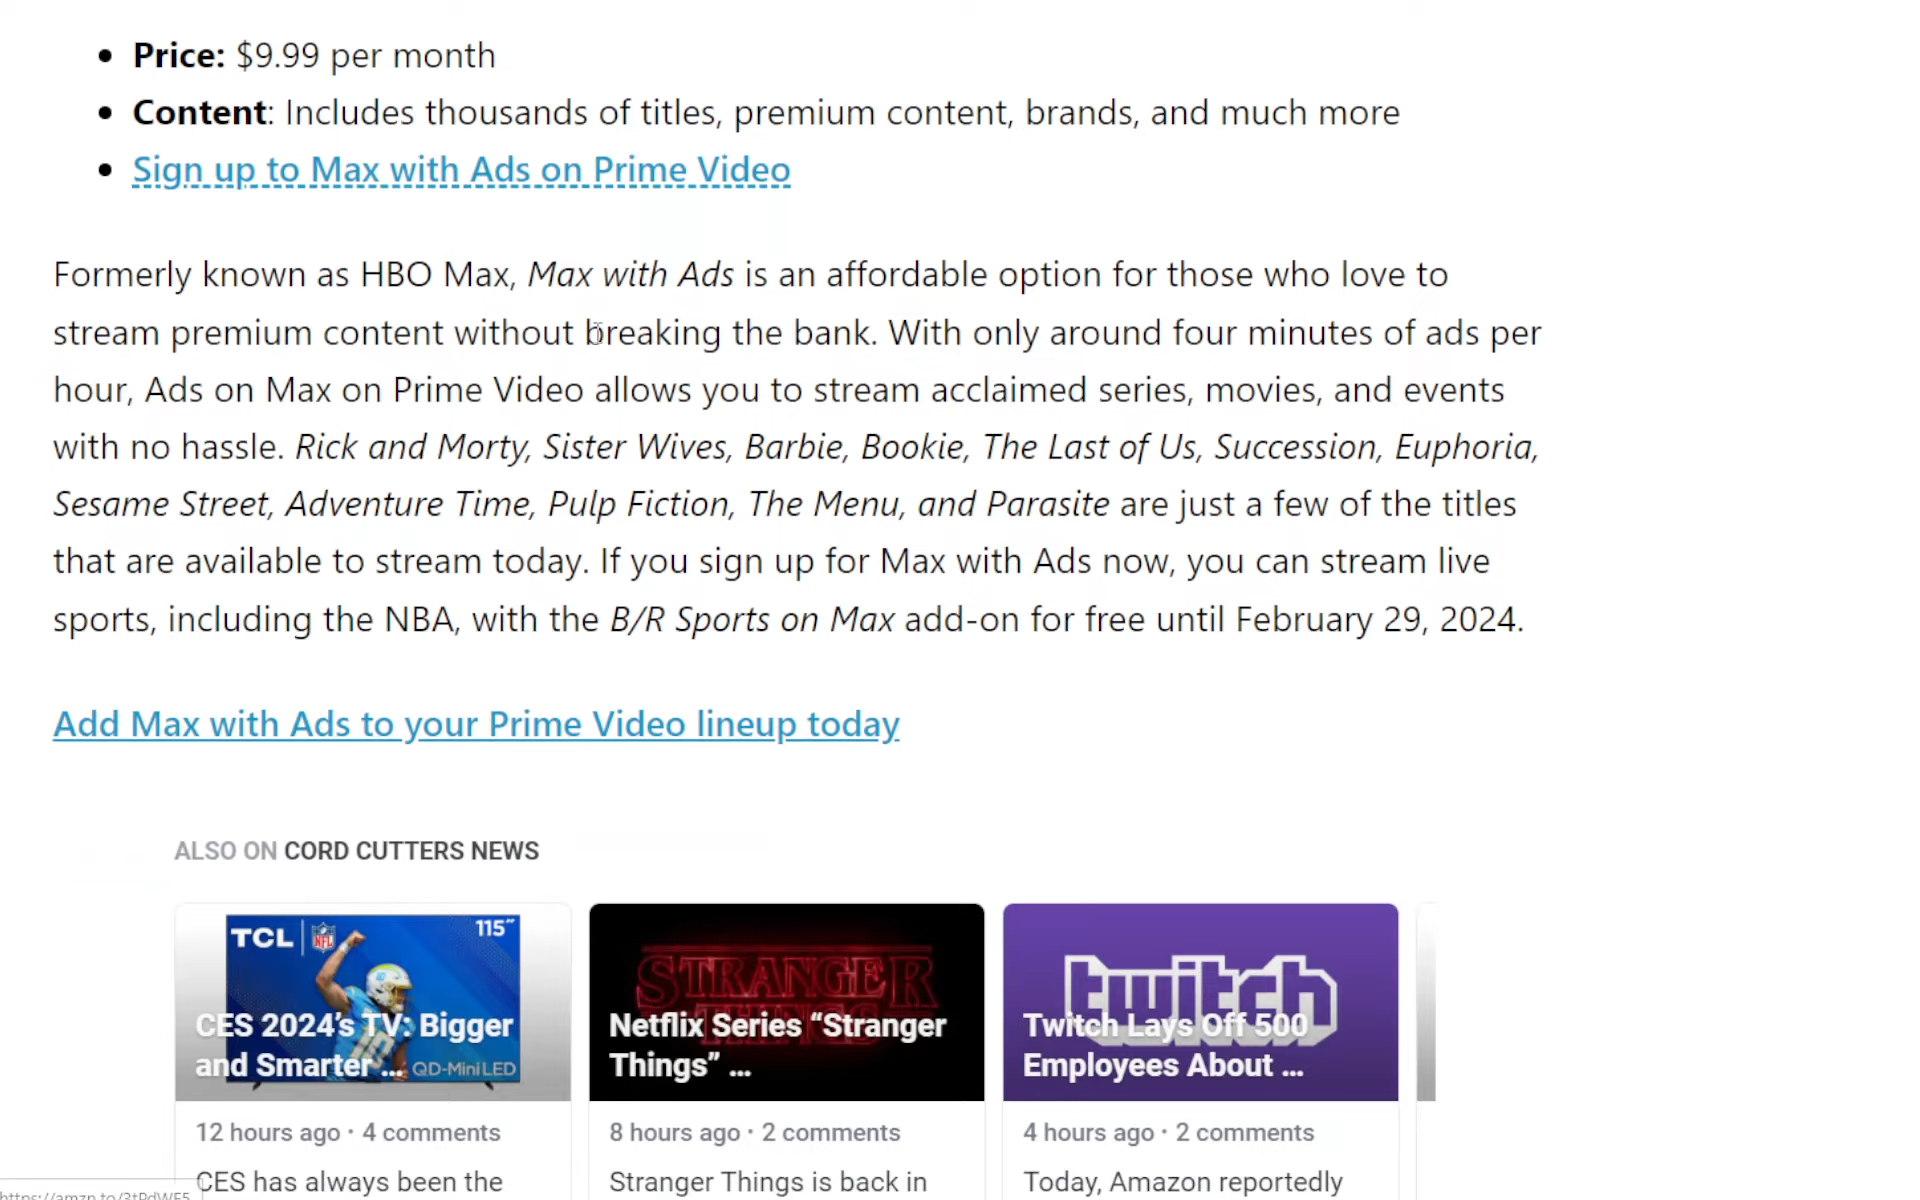 Price: $9.99 per month
Content: Includes thousands of titles, premium content, brands, and much more
Sign up to Max with Ads on Prime Video
Formerly known as HBO Max, Max with Ads is an affordable option for those who love to
stream premium content without breaking the bank. With only around four minutes of ads per
hour, Ads on Max on Prime Video allows you to stream acclaimed series, movies, and events
with no hassle. Rick and Morty, Sister Wives, Barbie, Bookie, The Last of Us, Succession, Euphoria,
Sesame Street, Adventure Time, Pulp Fiction, The Menu, and Parasite are just a few of the titles
that are available to stream today. If you sign up for Max with Ads now, you can stream live
sports, including the NBA, with the B/R Sports on Max add-on for free until February 29, 2024.
Add Max with Ads to your Prime Video lineup today
ALSO ON CORD CUTTERS NEWS
TCL NFL 115”
10
QD-Mini LED
CES 2024’s TV: Bigger
and Smarter ...
12 hours ago · 4 comments
CES has always been the
STRANGER
THINGS
Netflix Series “Stranger
Things” ...
8 hours ago · 2 comments
Stranger Things is back in
twitch
Twitch Lays Off 500
Employees About ...
4 hours ago · 2 comments
Today, Amazon reportedly